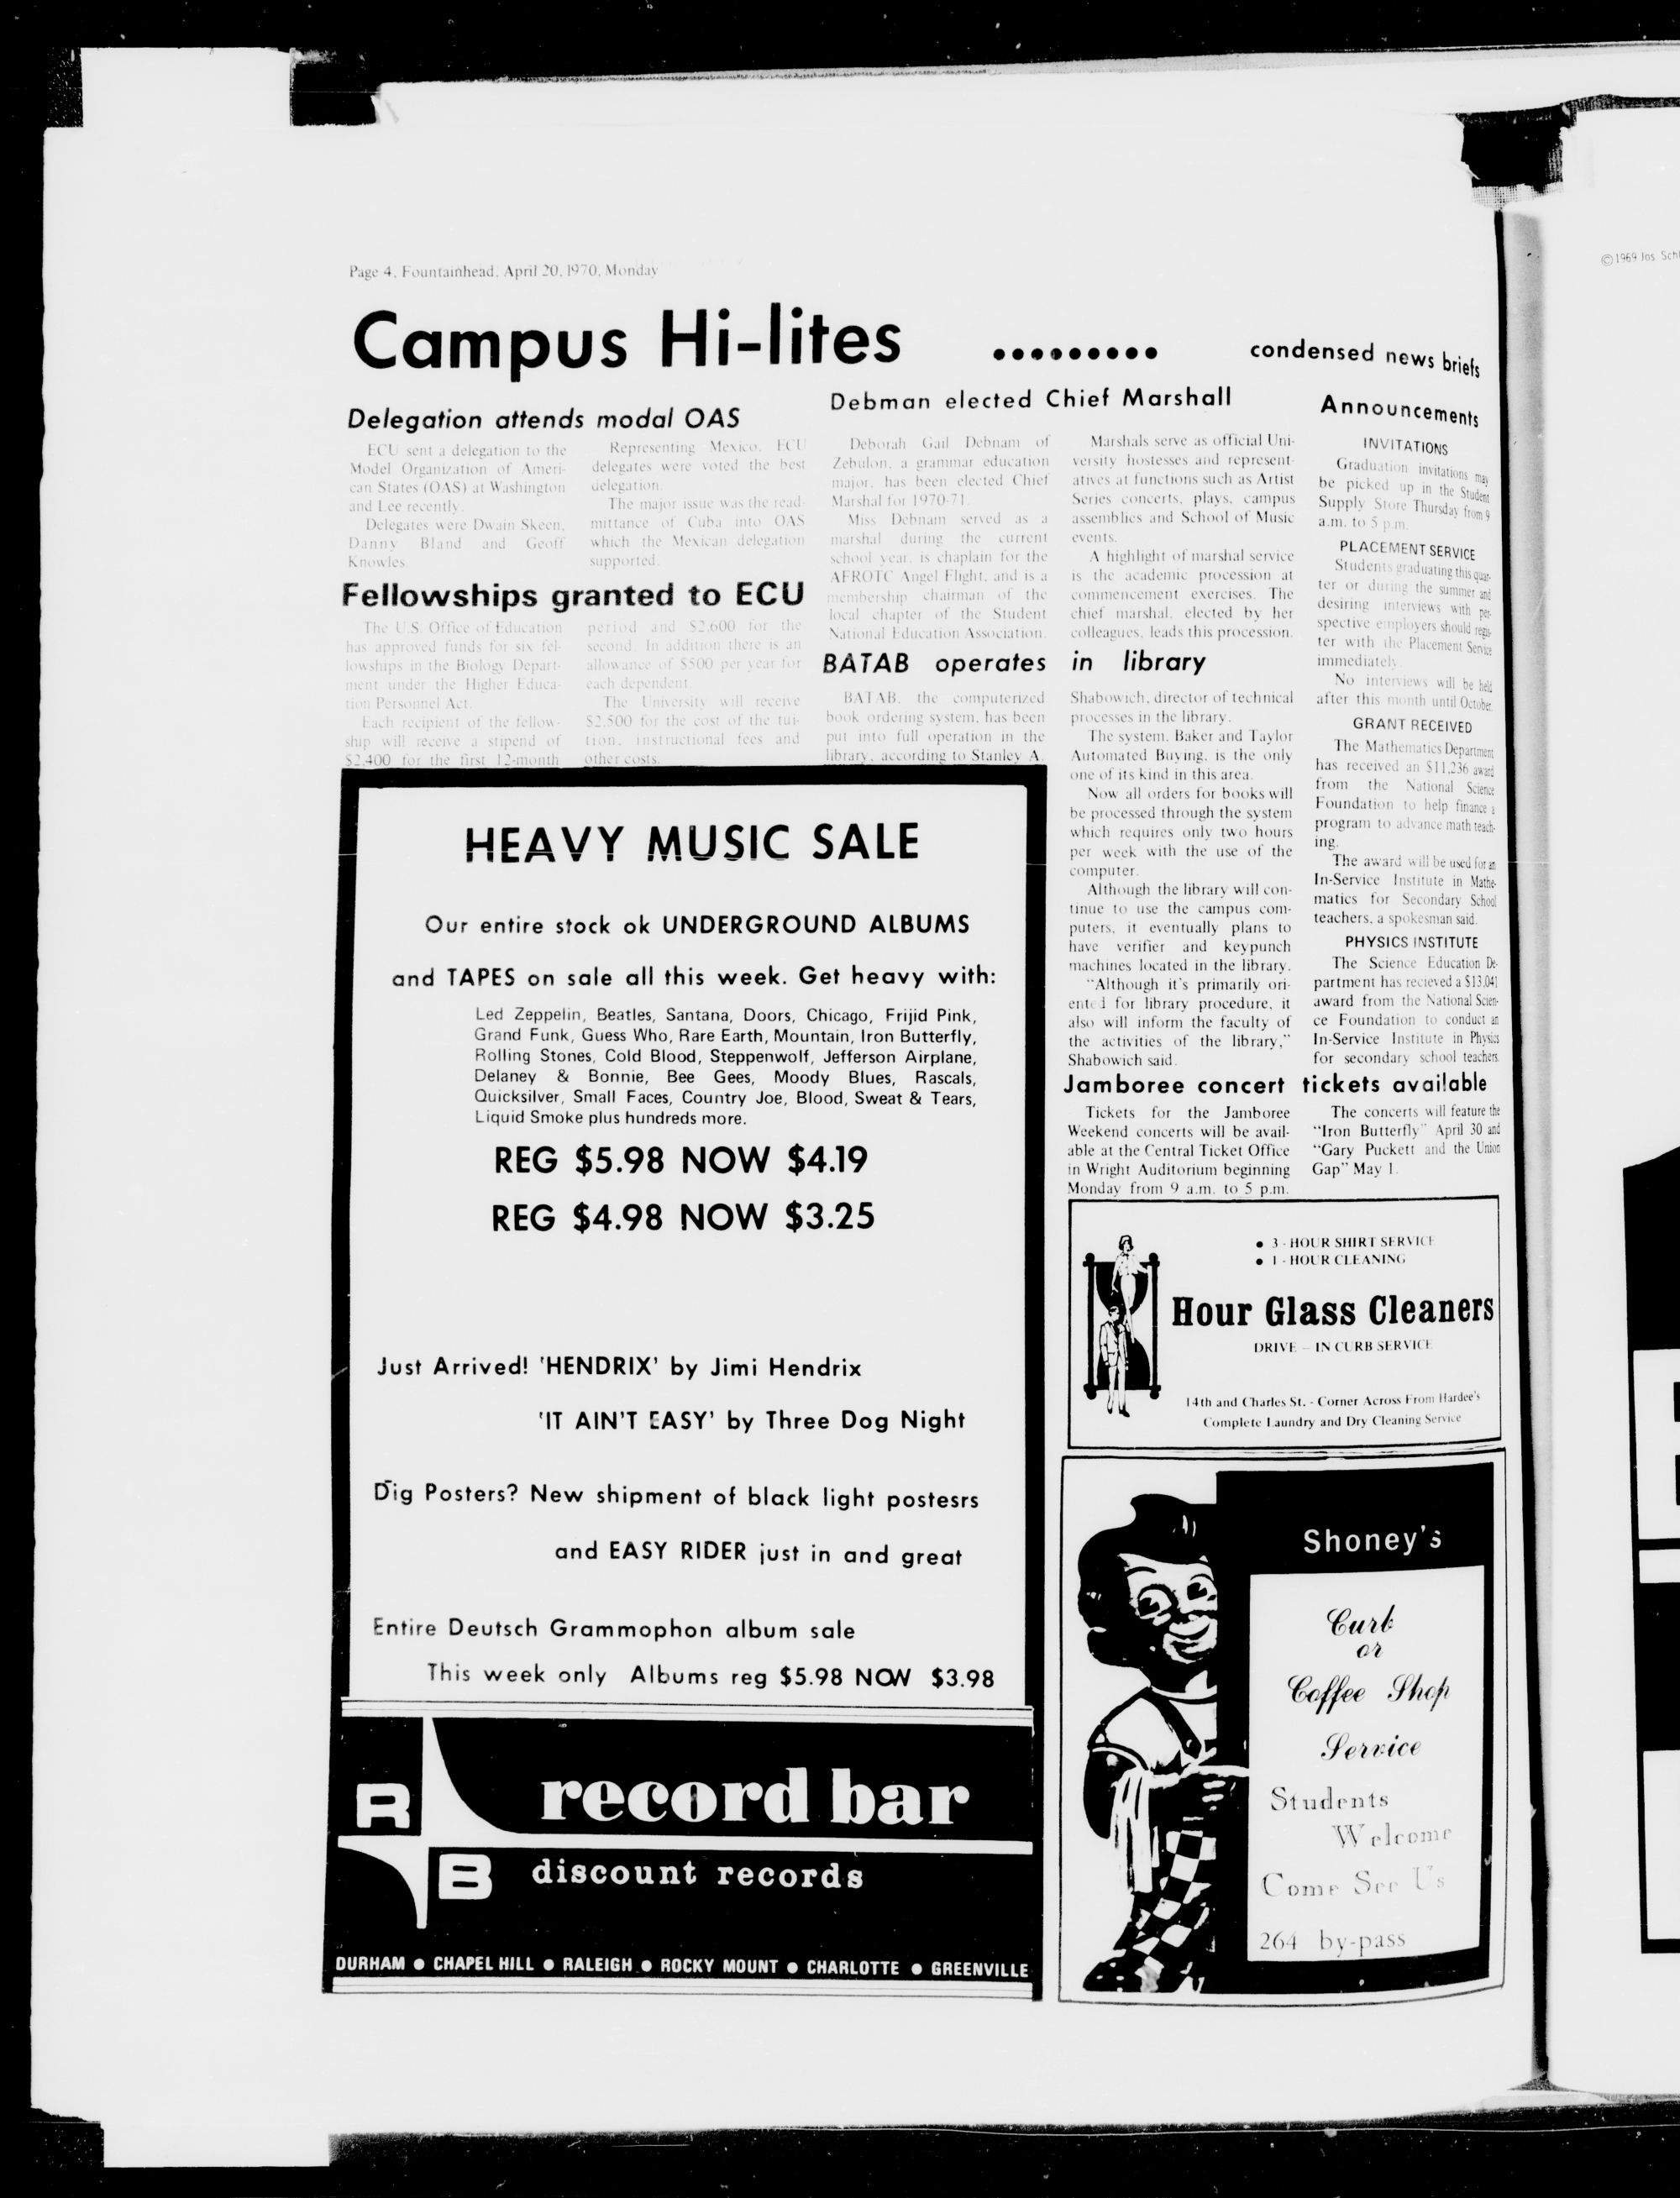 Page 4, Fountainhead, April 20, 1970, Monday
Campus Hi-lites ......... condensed news briefs
Delegation attends modal OAS
ECU sent a delegation to the
Model Organization of Ameri-
can States (OAS) at Washington
and Lee recently.
Delegates were Dwain Skeen,
Danny Bland and Geoff
Knowles.
Representing Mexico, ECU
delegates were voted the best
delegation.
The major issue was the read-
mittance of Cuba into OAS
which the Mexican delegation
supported.
Fellowships granted to ECU
The U.S. Office of Education
has approved funds for six fel-
lowships in the Biology Depart-
ment under the Higher Educa-
tion Personnel Act.
Each recipient of the fellow-
ship will receive a stipend of
$2,400 for the first 12-month
period and $2,600 for the
second. In addition there is an
allowance of $500 per year for
each dependent.
The University will receive
$2,500 for the cost of the tui-
tion, instructional fees and
other costs.
Debman elected Chief Marshall
Deborah Gail Debnam of
Zebulon, a grammar education
major, has been elected Chief
Marshal for 1970-71.
Miss Debnam served as a
marshal during the current
school year, is chaplain for the
AFROTC Angel Flight, and is a
membership chairman of the
local chapter of the Student
National Education Association.
Marshals serve as official Uni-
versity hostesses and represent-
atives at functions such as Artist
Series concerts, plays, campus
assemblies and School of Music
events.
A highlight of marshal service
is the academic procession at
commencement exercises. The
chief marshal, elected by her
colleagues, leads this procession.
BATAB operates in library
BATAB, the computerized
book ordering system, has been
put into full operation in the
library, according to Stanley A.
Shabowich, director of technical
processes in the library.
The system, Baker and Taylor
Automated Buying, is the only
one of its kind in this area.
Now all orders for books will
be processed through the system
which requires only two hours
per week with the use of the
computer.
Although the library will con-
tinue to use the campus com-
puters, it eventually plans to
have verifier and keypunch
machines located in the library.
"Although it's primarily ori-
ented for library procedure, it
also will inform the faculty of
the activities of the library,"
Shabowich said.
Announcements
INVITATIONS
Graduation invitations may
be picked up in the Student
Supply Store Thursday from 9
a.m. to 5 p.m.
PLACEMENT SERVICE
Students graduating this quar-
ter or during the summer and
desiring interviews with per-
spective employers should regis-
ter with the Placement Service
immediately.
No interviews will be held
after this month until October.
GRANT RECEIVED
The Mathematics Department
has received an $11,236 award
from the National Science
Foundation to help finance a
program to advance math teach-
ing.
The award will be used for an
In-Service Institute in Mathe-
matics for Secondary School
teachers, a spokesman said.
PHYSICS INSTITUTE
The Science Education De-
partment has recieved a $13,041
award from the National Scien-
ce Foundation to conduct an
In-Service Institute in Physics
for secondary school teachers.
Jamboree concert tickets available
Tickets for the Jamboree
Weekend concerts will be avail-
able at the Central Ticket Office
in Wright Auditorium beginning
Monday from 9 a.m. to 5 p.m.
The concerts will feature the
"Iron Butterfly" April 30 and
"Gary Puckett and the Union
Gap" May 1.
HEAVY MUSIC SALE
Our entire stock ok UNDERGROUND ALBUMS
and TAPES on sale all this week. Get heavy with:
Led Zeppelin, Beatles, Santana, Doors, Chicago, Frijid Pink,
Grand Funk, Guess Who, Rare Earth, Mountain, Iron Butterfly,
Rolling Stones, Cold Blood, Steppenwolf, Jefferson Airplane,
Delaney & Bonnie, Bee Gees, Moody Blues, Rascals,
Quicksilver, Small Faces, Country Joe, Blood, Sweat & Tears,
Liquid Smoke plus hundreds more.
REG $5.98 NOW $4.19
REG $4.98 NOW $3.25
Just Arrived! 'HENDRIX' by Jimi Hendrix
'IT AIN'T EASY' by Three Dog Night
Dig Posters? New shipment of black light postesrs
and EASY RIDER just in and great
Entire Deutsch Grammophon album sale
This week only Albums reg $5.98 NOW $3.98
R B
record bar
discount records
DURHAM ● CHAPEL HILL ● RALEIGH ● ROCKY MOUNT ● CHARLOTTE ● GREENVILLE
● 3 - HOUR SHIRT SERVICE
● 1 - HOUR CLEANING
Hour Glass Cleaners
DRIVE – IN CURB SERVICE
14th and Charles St. - Corner Across From Hardee's
Complete Laundry and Dry Cleaning Service
Shoney's
Curb
or
Coffee Shop
Service
Students
Welcome
Come See Us
264 by-pass
©1969 Jos. Schl